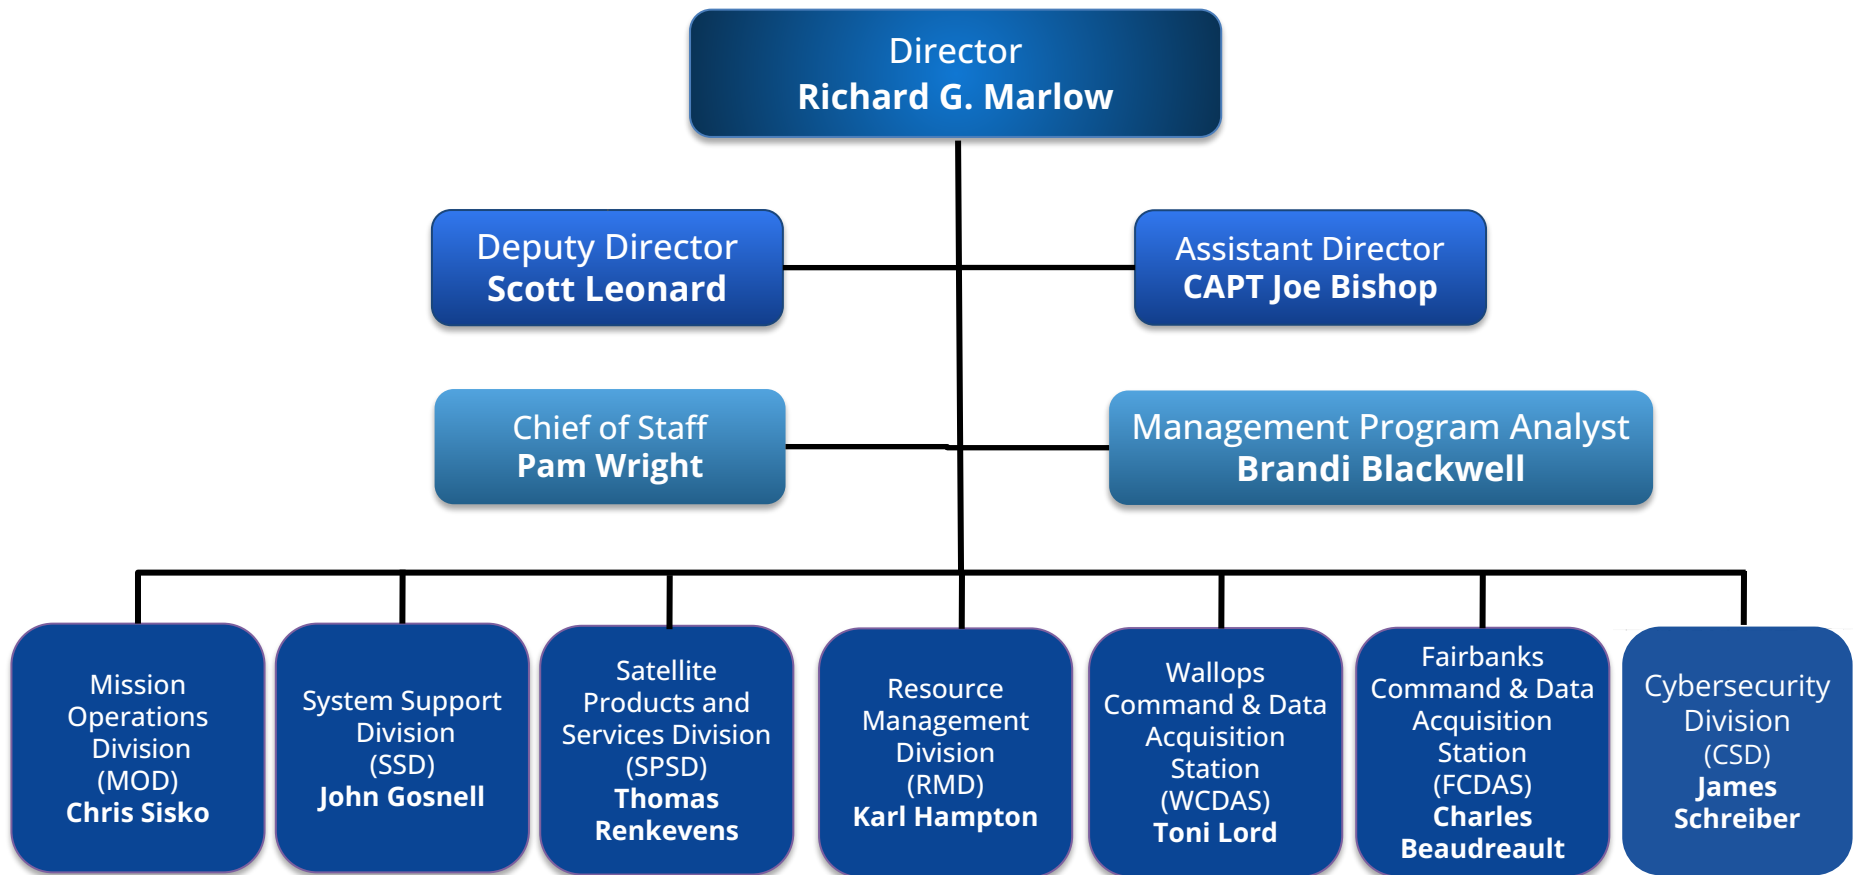 Director
Richard G. Marlow
Deputy Director
Scott Leonard
Assistant Director
CAPT Joe Bishop
Chief of Staff
Pam Wright
Management Program Analyst
Brandi Blackwell
Mission
Operations
Division
(MOD)
Chris Sisko
System Support
Division
(SSD)
John Gosnell
Satellite
Products and
Services Division
(SPSD)
Thomas
Renkevens
Resource
Management
Division
(RMD)
Karl Hampton
Wallops
Command & Data
Acquisition
Station
(WCDAS)
Toni Lord
Fairbanks
Command & Data
Acquisition
Station
(FCDAS)
Charles
Beaudreault
Cybersecurity
Division
(CSD)
James
Schreiber